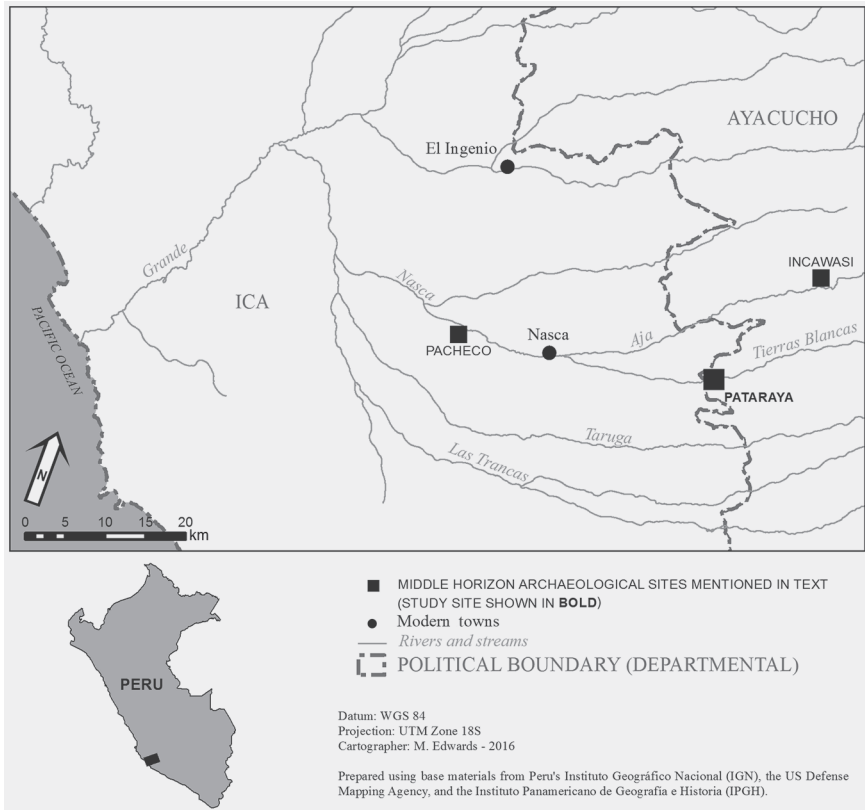 AYACUCHO
El Ingenio
Grande
INCAWASI
Nasca
ICA
PACIFIC OCEAN
Nasca
Aja
PACHECO
Tierras Blancas
PATARAYA
Taruga
Las Trancas
N
0 5 10 15 20
km
MIDDLE HORIZON ARCHAEOLOGICAL SITES MENTIONED IN TEXT
(STUDY SITE SHOWN IN BOLD)
Modern towns
Rivers and streams
POLITICAL BOUNDARY (DEPARTMENTAL)
PERU
Datum: WGS 84
Projection: UTM Zone 18S
Cartographer: M. Edwards - 2016
Prepared using base materials from Peru's Instituto Geográfico Nacional (IGN), the US Defense
Mapping Agency, and the Instituto Panamericano de Geografía e Historia (IPGH).